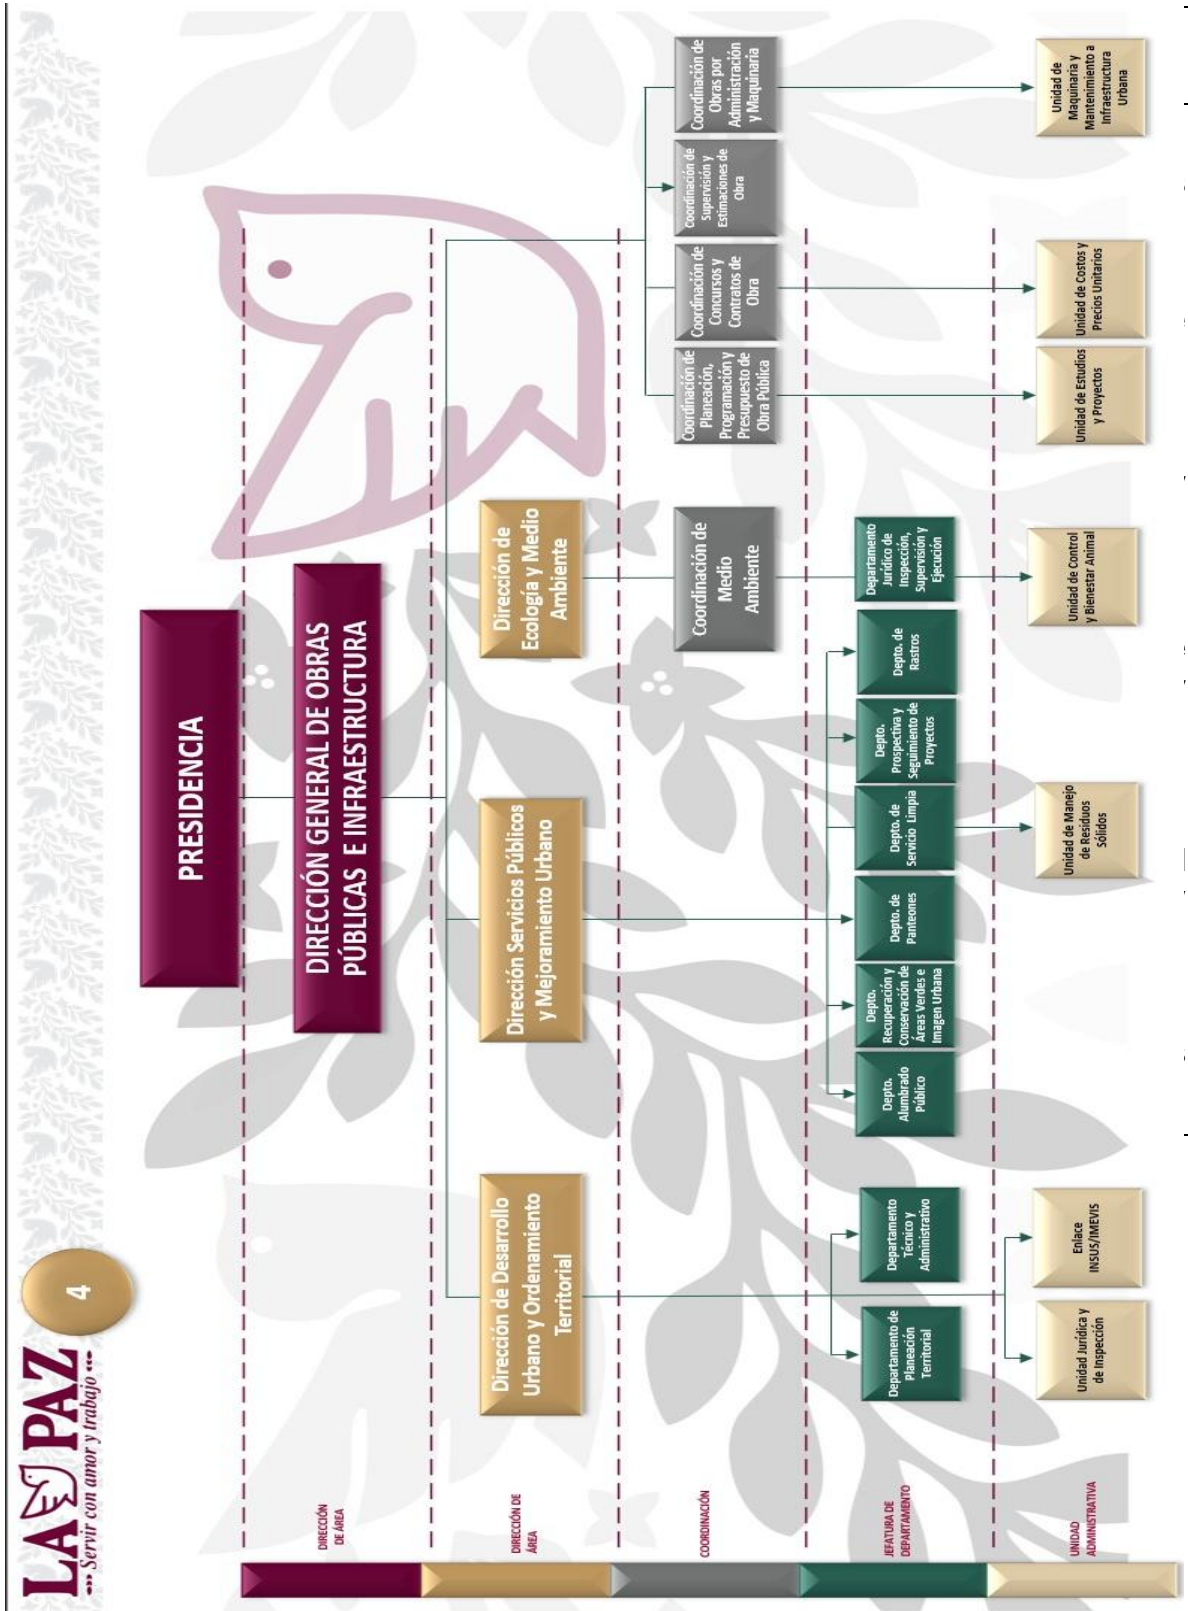 LA PAZ
Servir con amor y trabajo
4
PRESIDENCIA
DIRECCIÓN
DE ÁREA
DIRECCIÓN GENERAL DE OBRAS
PÚBLICAS E INFRAESTRUCTURA
DIRECCIÓN DE
ÁREA
Dirección de Desarrollo
Urbano y Ordenamiento
Territorial
Dirección Servicios Públicos
y Mejoramiento Urbano
Dirección de
Ecología y Medio
Ambiente
COORDINACIÓN
Coordinación de
Medio
Ambiente
Coordinación de
Planeación,
Programación y
Presupuesto de
Obra Pública
Coordinación de
Concursos y
Contratos de
Obra
Coordinación de
Supervisión y
Estimaciones de
Obra
Coordinación de
Obras por
Administración
y Maquinaria
JEFATURA DE
DEPARTAMENTO
Departamento de
Planeación
Territorial
Departamento
Técnico y
Administrativo
Depto.
Alumbrado
Público
Depto.
Recuperación y
Conservación de
Áreas Verdes e
Imagen Urbana
Depto. de
Panteones
Depto. de
Servicio Limpia
Depto.
Prospectiva y
Seguimiento de
Proyectos
Depto. de
Rastros
Departamento
Jurídico de
Inspección,
Supervisión y
Ejecución
UNIDAD
ADMINISTRATIVA
Unidad Jurídica y
de Inspección
Enlace
INSUS/IMEVIS
Unidad de Manejo
de Residuos
Sólidos
Unidad de Control
y Bienestar Animal
Unidad de Estudios
y Proyectos
Unidad de Costos y
Precios Unitarios
Unidad de
Maquinaria y
Mantenimiento a
Infraestructura
Urbana